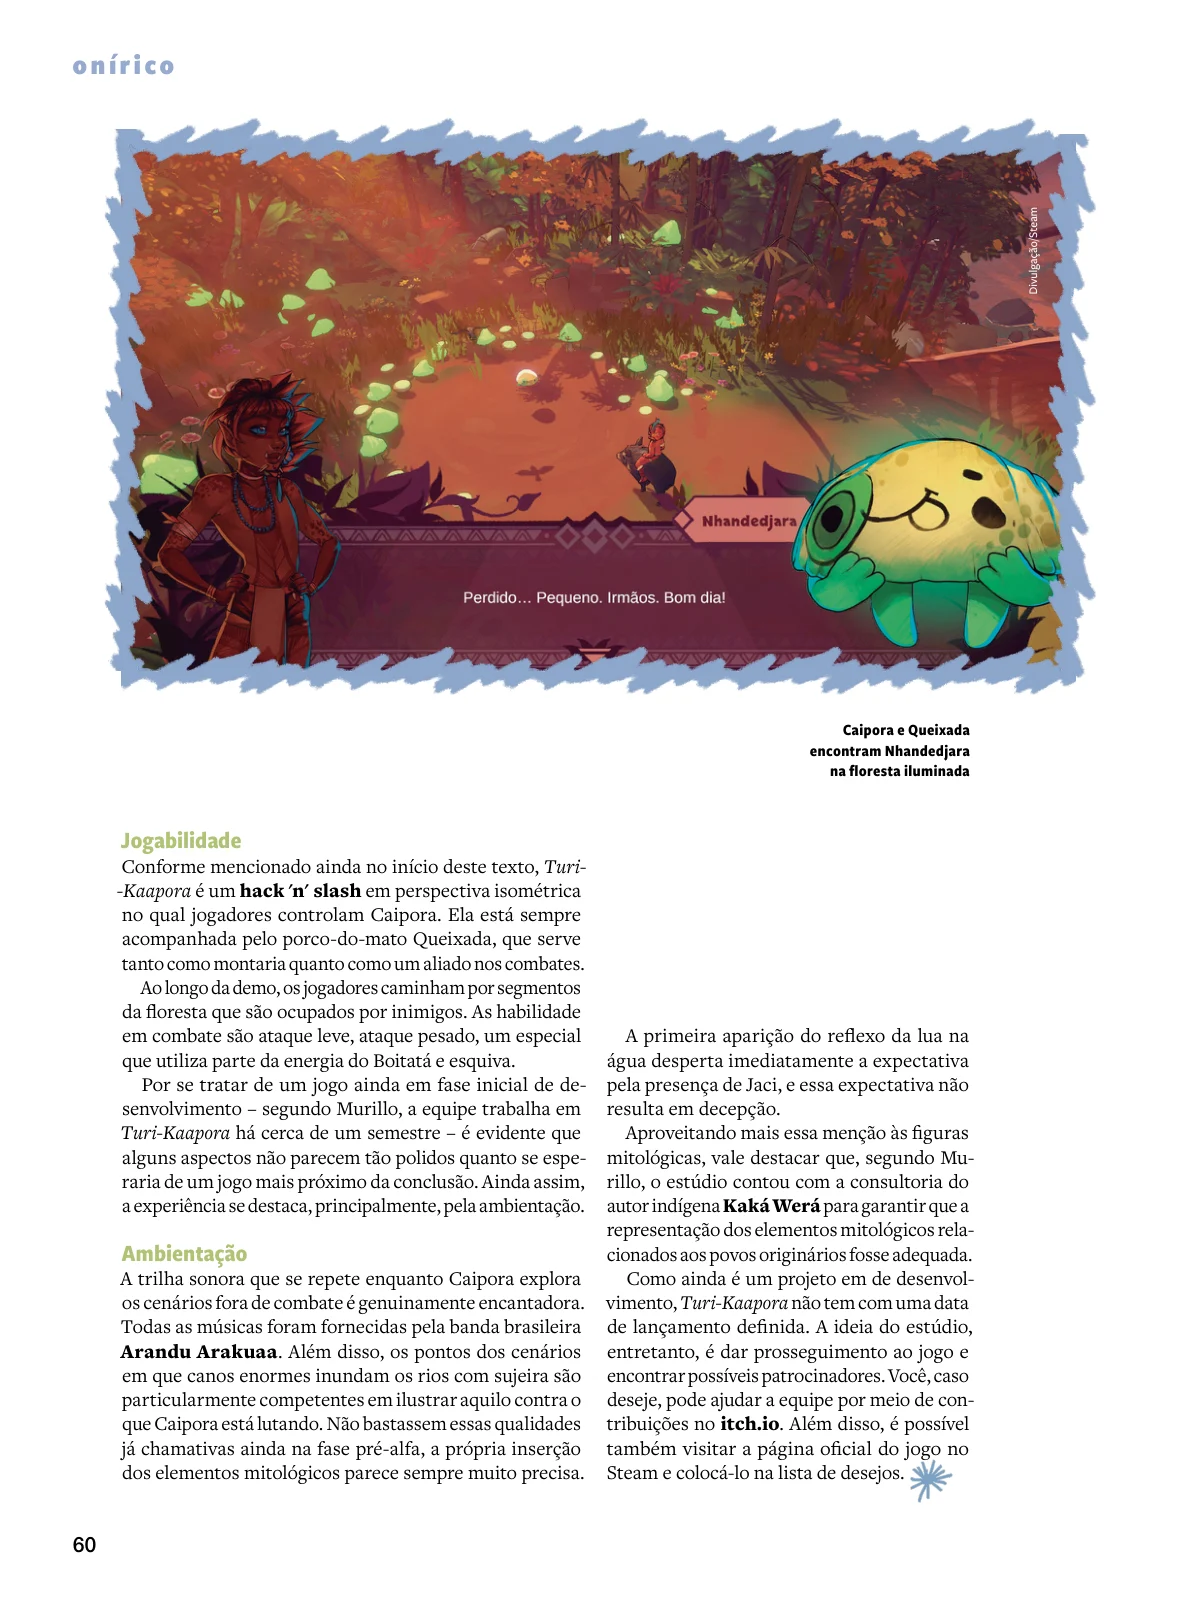 onírico
Divulgação/Steam
Nhandedjara
Perdido... Pequeno. Irmãos. Bom dia!
Caipora e Queixada
encontram Nhandedjara
na floresta iluminada
Jogabilidade
Conforme mencionado ainda no início deste texto, Turi-
-Kaapora é um hack 'n' slash em perspectiva isométrica
no qual jogadores controlam Caipora. Ela está sempre
acompanhada pelo porco-do-mato Queixada, que serve
tanto como montaria quanto como um aliado nos combates.
Ao longo da demo, os jogadores caminham por segmentos
da floresta que são ocupados por inimigos. As habilidade
em combate são ataque leve, ataque pesado, um especial
que utiliza parte da energia do Boitatá e esquiva.
Por se tratar de um jogo ainda em fase inicial de de-
senvolvimento – segundo Murillo, a equipe trabalha em
Turi-Kaapora há cerca de um semestre – é evidente que
alguns aspectos não parecem tão polidos quanto se espe-
raria de um jogo mais próximo da conclusão. Ainda assim,
a experiência se destaca, principalmente, pela ambientação.
Ambientação
A trilha sonora que se repete enquanto Caipora explora
os cenários fora de combate é genuinamente encantadora.
Todas as músicas foram fornecidas pela banda brasileira
Arandu Arakuaa. Além disso, os pontos dos cenários
em que canos enormes inundam os rios com sujeira são
particularmente competentes em ilustrar aquilo contra o
que Caipora está lutando. Não bastassem essas qualidades
já chamativas ainda na fase pré-alfa, a própria inserção
dos elementos mitológicos parece sempre muito precisa.
A primeira aparição do reflexo da lua na
água desperta imediatamente a expectativa
pela presença de Jaci, e essa expectativa não
resulta em decepção.
Aproveitando mais essa menção às figuras
mitológicas, vale destacar que, segundo Mu-
rillo, o estúdio contou com a consultoria do
autor indígena Kaká Werá para garantir que a
representação dos elementos mitológicos rela-
cionados aos povos originários fosse adequada.
Como ainda é um projeto em de desenvol-
vimento, Turi-Kaapora não tem com uma data
de lançamento definida. A ideia do estúdio,
entretanto, é dar prosseguimento ao jogo e
encontrar possíveis patrocinadores. Você, caso
deseje, pode ajudar a equipe por meio de con-
tribuições no itch.io. Além disso, é possível
também visitar a página oficial do jogo no
Steam e colocá-lo na lista de desejos.
60